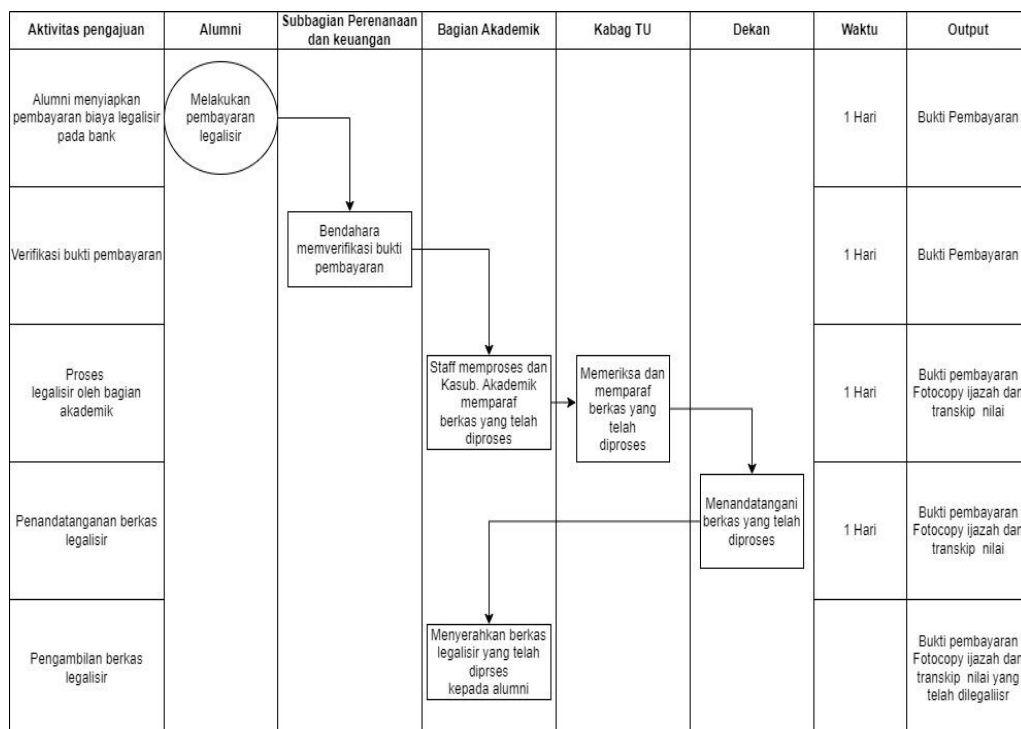 Aktivitas pengajuan
Alumni
Subbagian Perenanaan
dan keuangan
Bagian Akademik
Kabag TU
Dekan
Waktu
Output
Alumni menyiapkan
pembayaran biaya legalisir
pada bank
Melakukan
pembayaran
legalisir
1 Hari
Bukti Pembayaran
Verifikasi bukti pembayaran
Bendahara
memverifikasi bukti
pembayaran
1 Hari
Bukti Pembayaran
Proses
legalisir oleh bagian
akademik
Staff memproses dan
Kasub. Akademik
memparaf
berkas yang telah
diproses
Memeriksa dan
memparaf
berkas yang
telah
diproses
1 Hari
Bukti pembayaran
Fotocopy ijazah dan
transkip nilai
Penandatanganan berkas
legalisir
Menandatangani
berkas yang telah
diproses
1 Hari
Bukti pembayaran
Fotocopy ijazah dan
transkip nilai
Pengambilan berkas
legalisir
Menyerahkan berkas
legalisir yang telah
diprses
kepada alumni
Bukti pembayaran
Fotocopy ijazah dan
transkip nilai yang
telah dilegaliisr